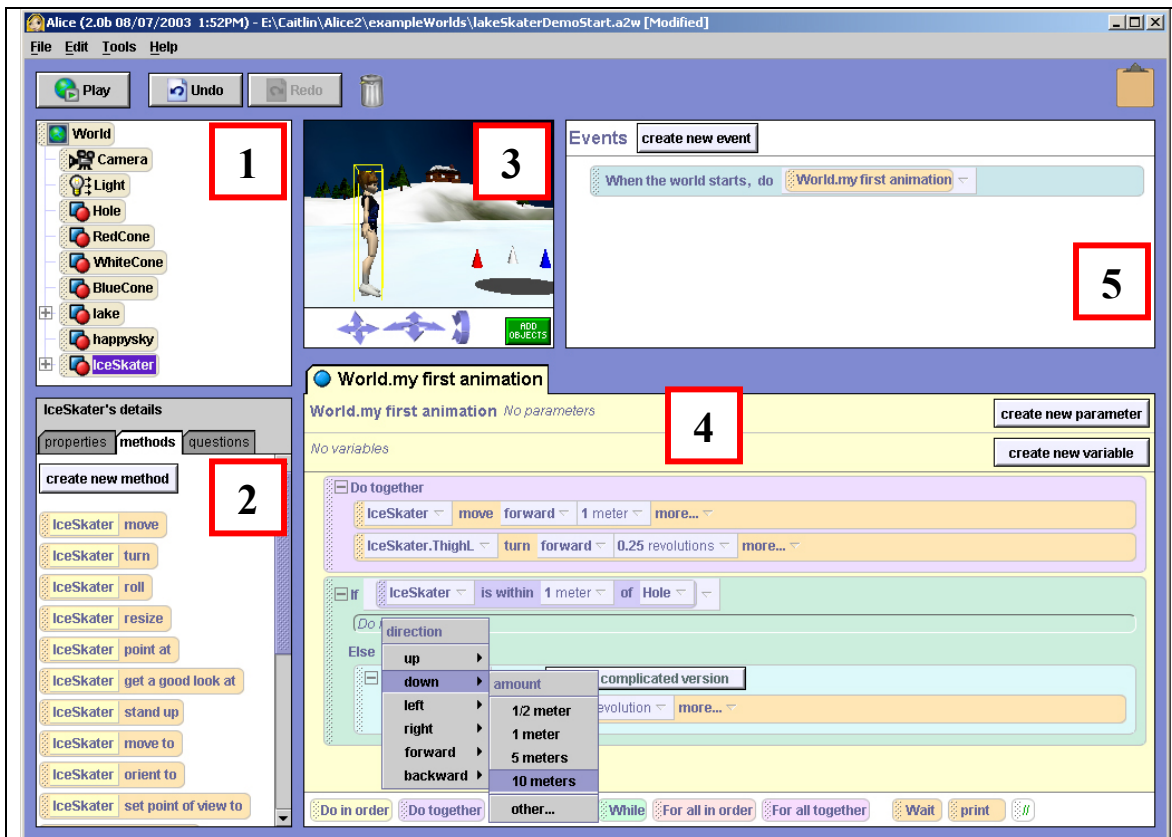 Alice (2.0b 08/07/2003 1:52PM) - E:\Caitlin\Alice2\exampleWorlds\lakeSkaterDemoStart.a2w [Modified]
File Edit Tools Help
Play Undo Redo
World
Camera
Light
Hole
RedCone
WhiteCone
BlueCone
lake
happysky
IceSkater
1
3
ADD OBJECTS
Events create new event
When the world starts, do World.my first animation
5
IceSkater's details
properties methods questions
create new method
2
IceSkater move
IceSkater turn
IceSkater roll
IceSkater resize
IceSkater point at
IceSkater get a good look at
IceSkater stand up
IceSkater move to
IceSkater orient to
IceSkater set point of view to
World.my first animation
World.my first animation No parameters
4
create new parameter
No variables
create new variable
Do together
IceSkater move forward 1 meter more...
IceSkater.ThighL turn forward 0.25 revolutions more...
If IceSkater is within 1 meter of Hole
(Do
Else
complicated version
evolution more...
direction
up
down
left
right
forward
backward
amount
1/2 meter
1 meter
5 meters
10 meters
other...
Do in order Do together While For all in order For all together Wait print //